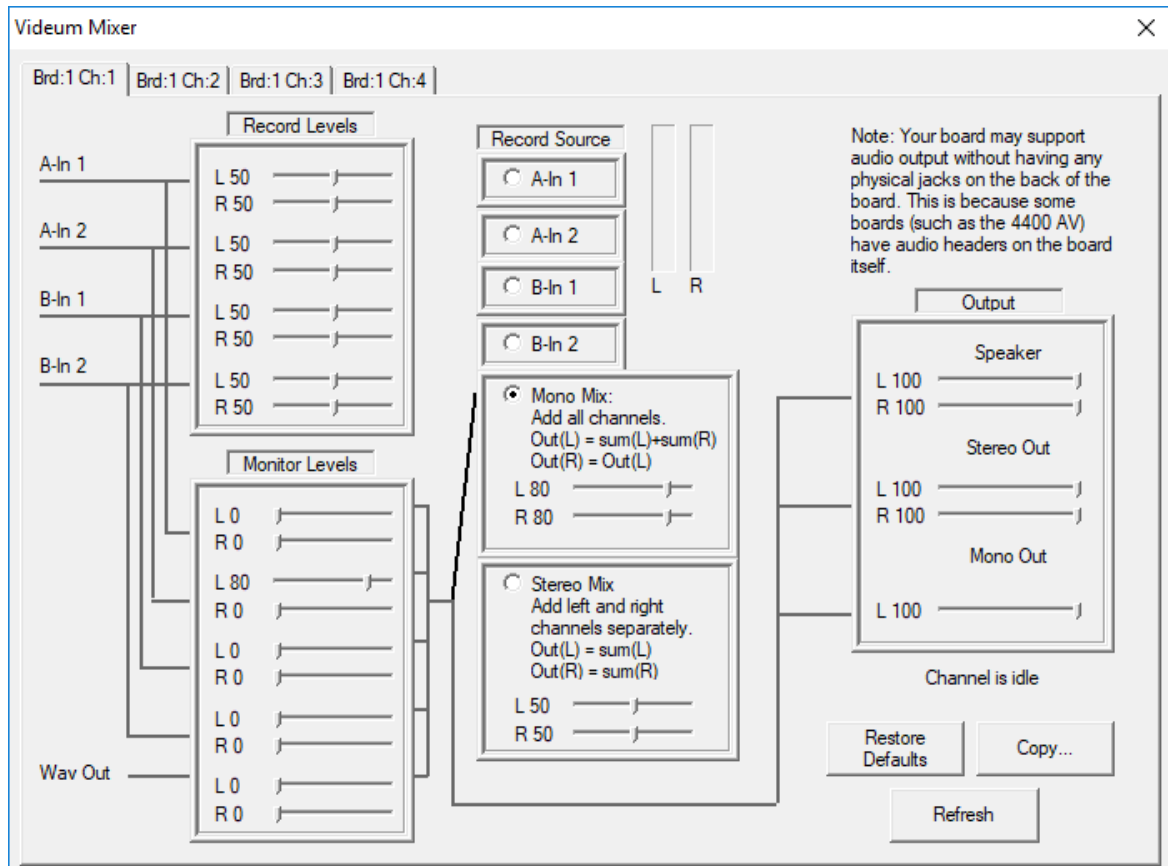 Videum Mixer
Brd:1 Ch:1
Brd:1 Ch:2
Brd:1 Ch:3
Brd:1 Ch:4
Record Levels
A-In 1
L 50
R 50
A-In 2
L 50
R 50
B-In 1
L 50
R 50
B-In 2
L 50
R 50
Monitor Levels
L 0
R 0
L 80
R 0
L 0
R 0
L 0
R 0
Wav Out
L 0
R 0
Record Source
A-In 1
A-In 2
B-In 1
B-In 2
L R
Mono Mix:
Add all channels.
Out(L) = sum(L)+sum(R)
Out(R) = Out(L)
L 80
R 80
Stereo Mix
Add left and right
channels separately.
Out(L) = sum(L)
Out(R) = sum(R)
L 50
R 50
Note: Your board may support
audio output without having any
physical jacks on the back of the
board. This is because some
boards (such as the 4400 AV)
have audio headers on the board
itself.
Output
Speaker
L 100
R 100
Stereo Out
L 100
R 100
Mono Out
L 100
Channel is idle
Restore
Defaults
Copy...
Refresh